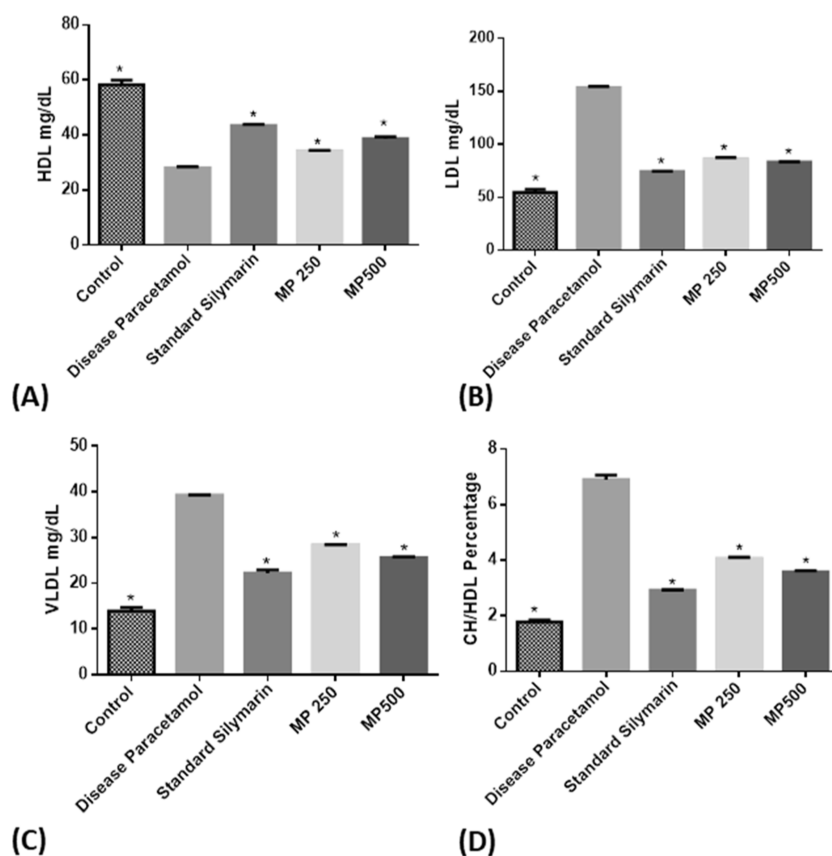 80
60
40
20
0
HDL mg/dL
*
*
*
*
Control
Disease Paracetamol
Standard Silymarin
MP 250
MP500
(A)
200
150
100
50
0
LDL mg/dL
*
*
*
*
Control
Disease Paracetamol
Standard Silymarin
MP 250
MP500
(B)
50
40
30
20
10
0
VLDL mg/dL
*
*
*
*
Control
Disease Paracetamol
Standard Silymarin
MP 250
MP500
(C)
8
6
4
2
0
CH/HDL Percentage
*
*
*
*
Control
Disease Paracetamol
Standard Silymarin
MP 250
MP500
(D)